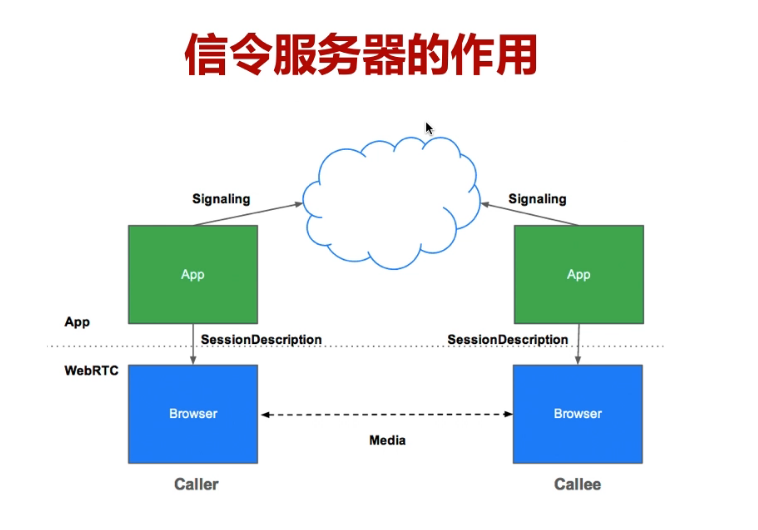 信令服务器的作用
Signaling
Signaling
App
App
App
SessionDescription
SessionDescription
WebRTC
Browser
Browser
Media
Caller
Callee